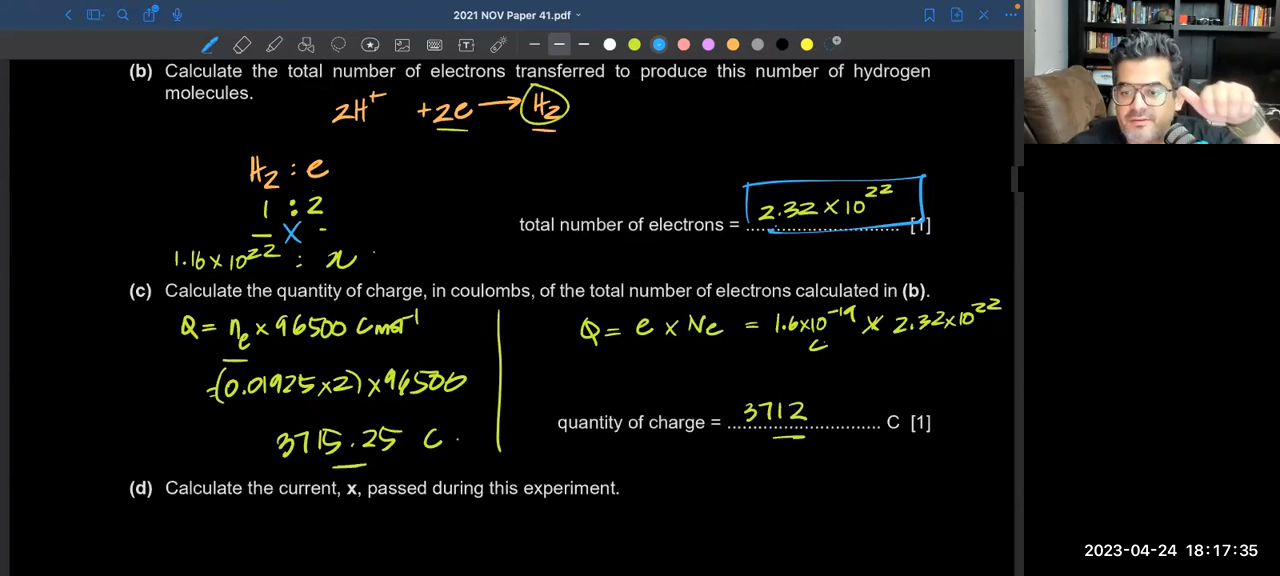 2021 NOV Paper 41.pdf
(b) Calculate the total number of electrons transferred to produce this number of hydrogen
molecules.
2H⁺ + 2e → H₂
H₂ : e
1 : 2
1.16 × 10²² : x
total number of electrons = 2.32 × 10²² [1]
(c) Calculate the quantity of charge, in coulombs, of the total number of electrons calculated in (b).
Q = nₑ × 96500 C mol⁻¹
= (0.01925 × 2) × 96500
3715.25 C.
Q = e × Ne = 1.6×10⁻¹⁹ × 2.32×10²²
C
quantity of charge = 3712 C [1]
(d) Calculate the current, x, passed during this experiment.
2023-04-24 18:17:35